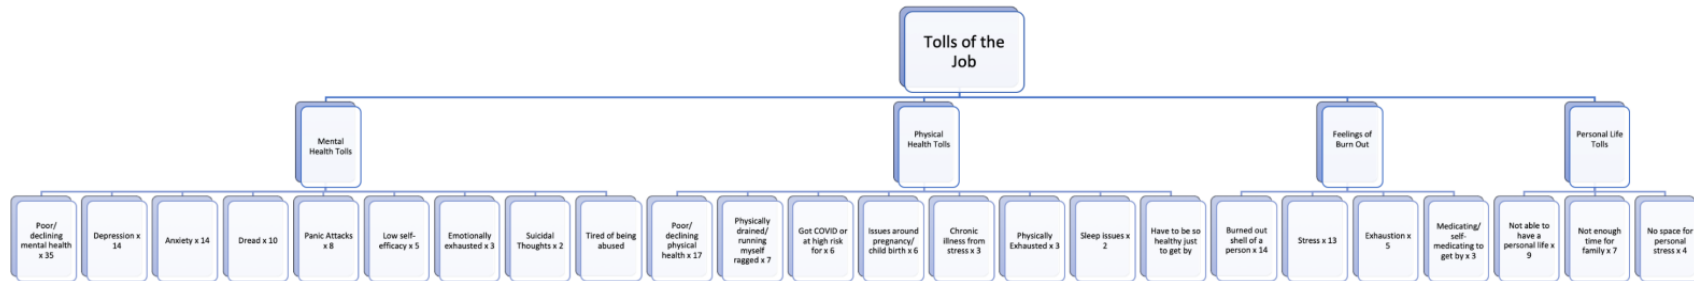 Tolls of the
Job
Mental
Health Tolls
Physical
Health Tolls
Feelings of
Burn Out
Personal Life
Tolls
Poor/
declining
mental health
x 35
Depression x
14
Anxiety x 14
Dread x 10
Panic Attacks
x 8
Low self-
efficacy x 5
Emotionally
exhausted x 3
Suicidal
Thoughts x 2
Tired of being
abused
Poor/
declining
physical
health x 17
Physically
drained/
running
myself
ragged x 7
Got COVID or
at high risk
for x 6
Issues around
pregnancy/
child birth x 6
Chronic
illness from
stress x 3
Physically
Exhausted x 3
Sleep issues x
2
Have to be so
healthy just
to get by
Burned out
shell of a
person x 14
Stress x 13
Exhaustion x
5
Medicating/
self-
medicating to
get by x 3
Not able to
have a
personal life x
9
Not enough
time for
family x 7
No space for
personal
stress x 4